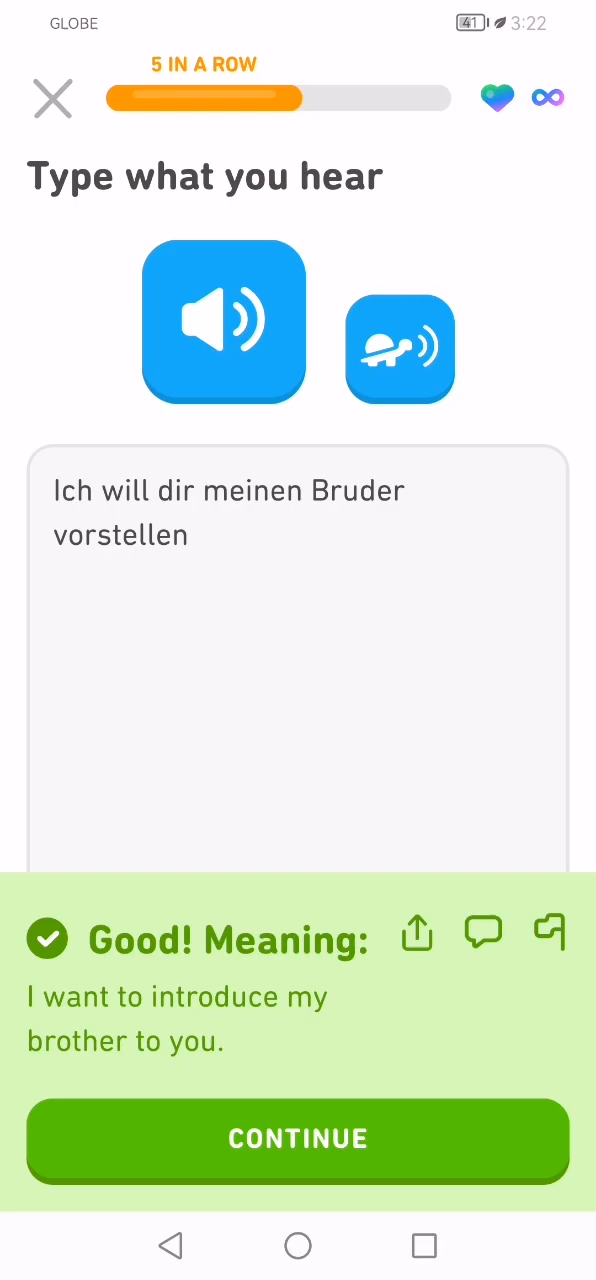 GLOBE
41 3:22
5 IN A ROW
Type what you hear
Ich will dir meinen Bruder
vorstellen
Good! Meaning:
I want to introduce my
brother to you.
CONTINUE